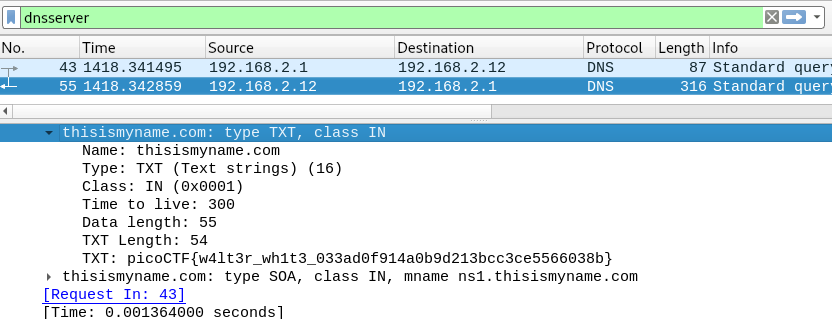 dnsserver
No. Time Source Destination Protocol Length Info
43 1418.341495 192.168.2.1 192.168.2.12 DNS 87 Standard query
55 1418.342859 192.168.2.12 192.168.2.1 DNS 316 Standard query
thisismyname.com: type TXT, class IN
Name: thisismyname.com
Type: TXT (Text strings) (16)
Class: IN (0x0001)
Time to live: 300
Data length: 55
TXT Length: 54
TXT: picoCTF{w4lt3r_wh1t3_033ad0f914a0b9d213bcc3ce5566038b}
thisismyname.com: type SOA, class IN, mname ns1.thisismyname.com
[Request In: 43]
[Time: 0.001364000 seconds]